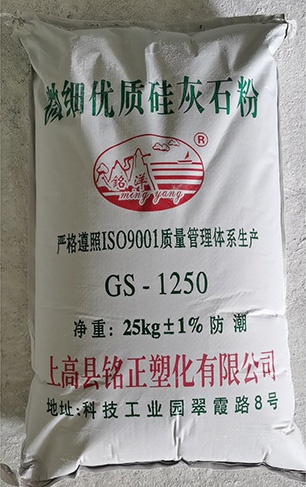 微细优质硅灰石粉
®
铭洋
ming yang
严格遵照ISO9001质量管理体系生产
GS-1250
净重：25kg±1% 防潮
上高县铭正塑化有限公司
地址:科技工业园翠霞路8号